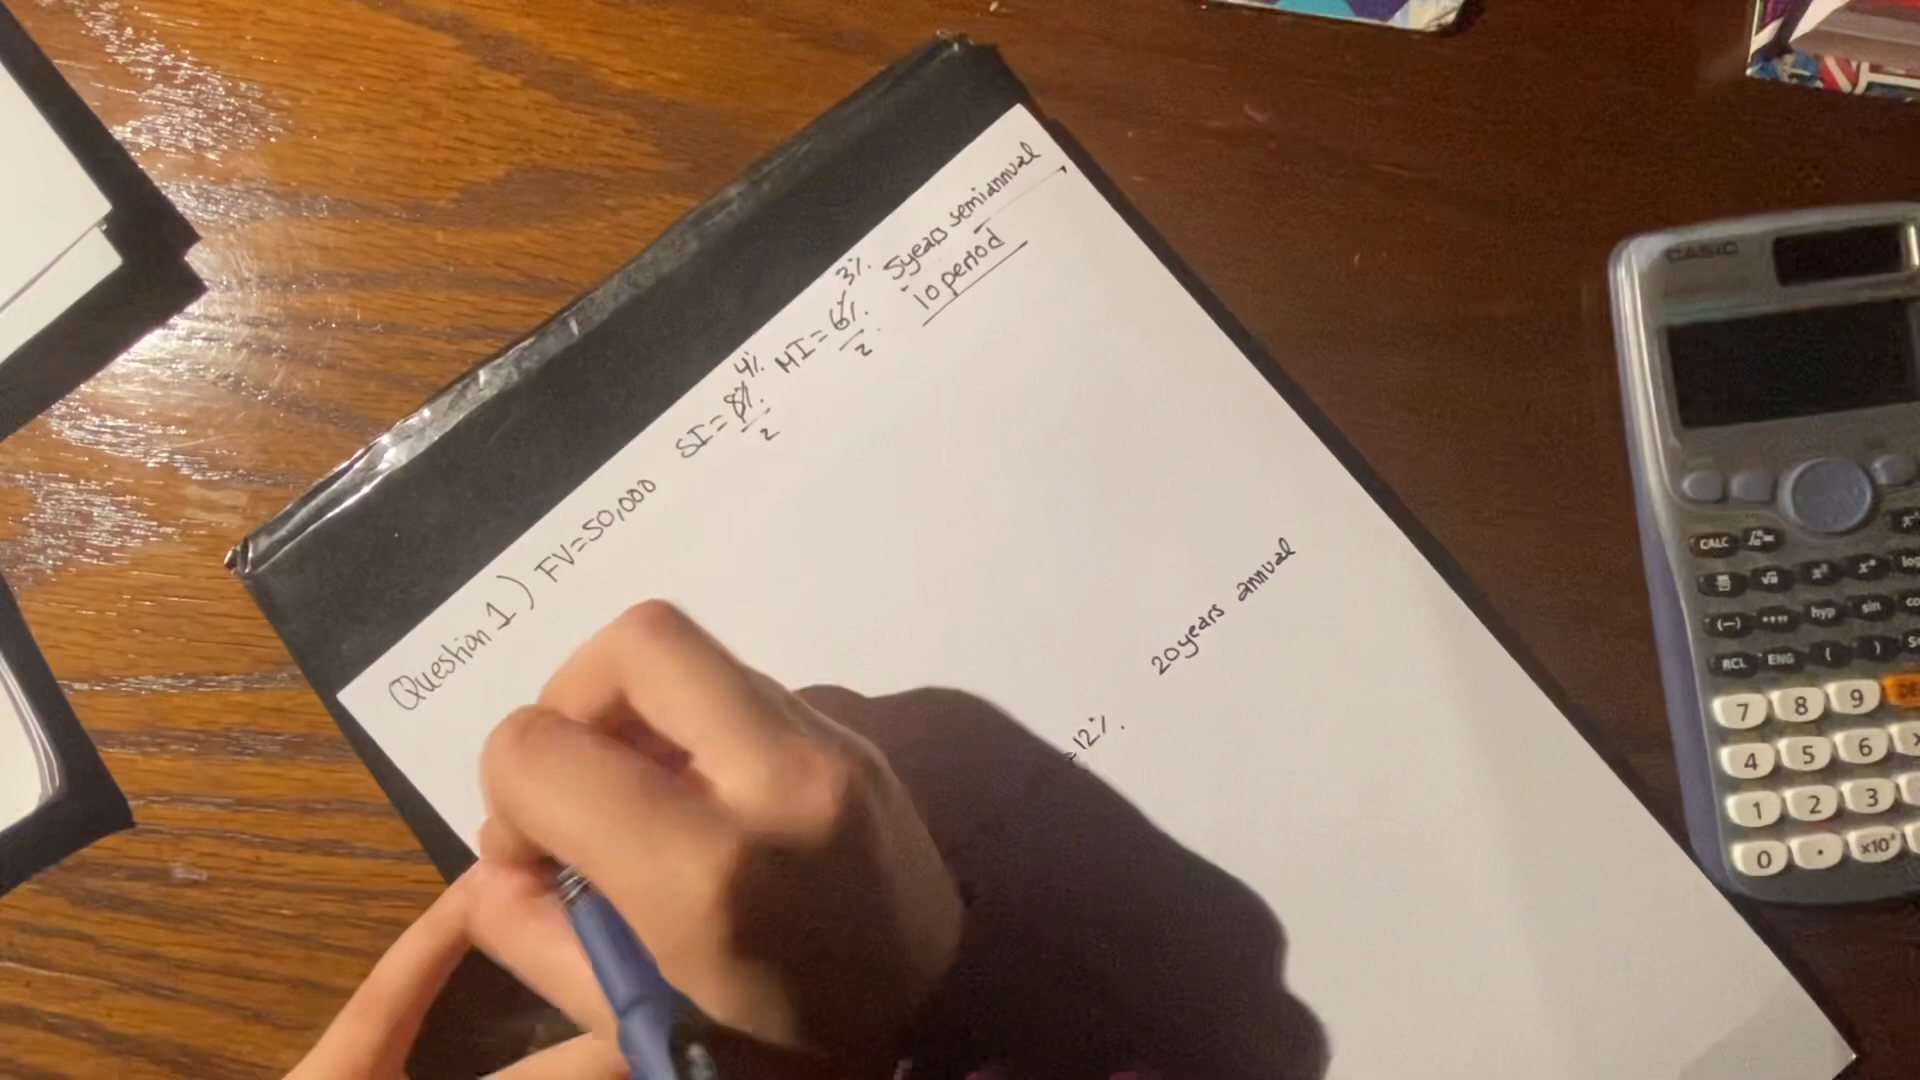 Question 1) FV=50,000 SI=8%/2 4% MI=6%/2 3% 5years semiannual
10 period
=12%. 20years annual
CASIO
CALC
hyp sin
RCL ENG ( )
7 8 9
4 5 6
1 2 3
0 . x10